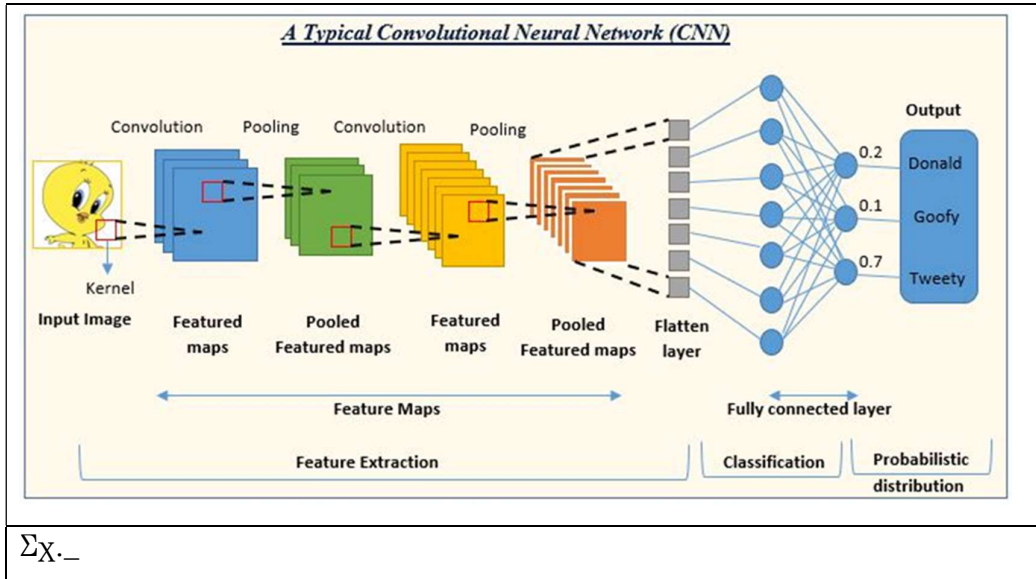 A Typical Convolutional Neural Network (CNN)
Convolution
Pooling
Convolution
Pooling
Output
0.2
Donald
0.1
Goofy
0.7
Tweety
Kernel
Input Image
Featured
maps
Pooled
Featured maps
Featured
maps
Pooled
Featured maps
Flatten
layer
Feature Maps
Fully connected layer
Feature Extraction
Classification
Probabilistic
distribution
Σχ._